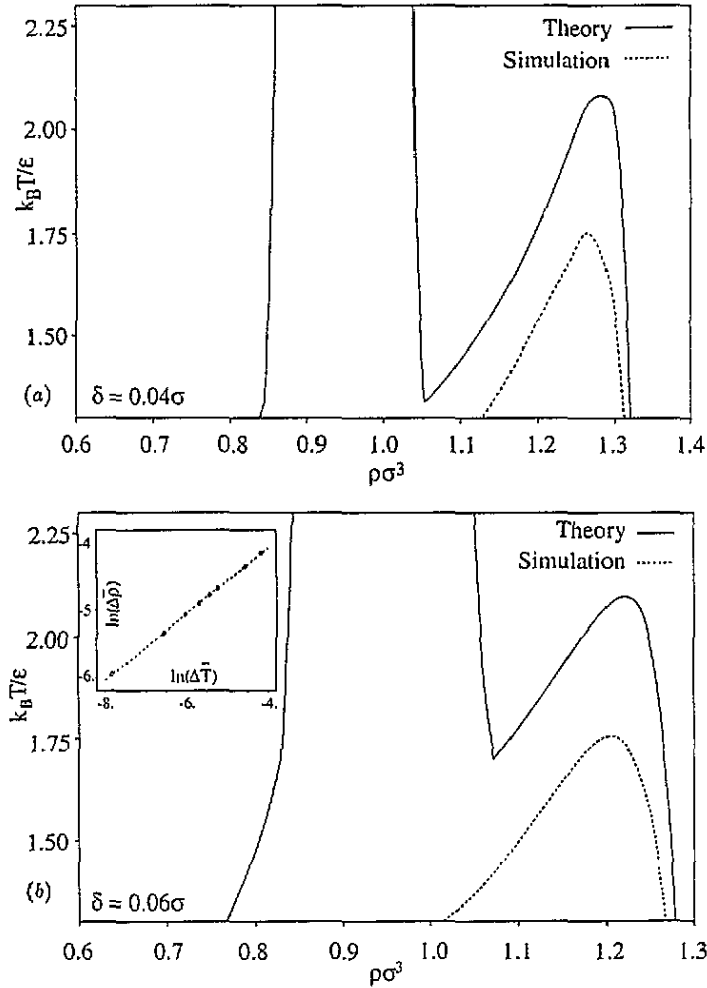 2.25
Theory
Simulation
2.00
k_BT/ε
1.75
1.50
(a)
δ = 0.04σ
0.6 0.7 0.8 0.9 1.0 1.1 1.2 1.3 1.4
ρσ³
2.25
-4
Theory
Simulation
ln(Δρ̄)
-5
2.00
k_BT/ε
-6.
ln(ΔT̄)
-8. -6. -4.
1.75
1.50
(b)
δ = 0.06σ
0.6 0.7 0.8 0.9 1.0 1.1 1.2 1.3
ρσ³